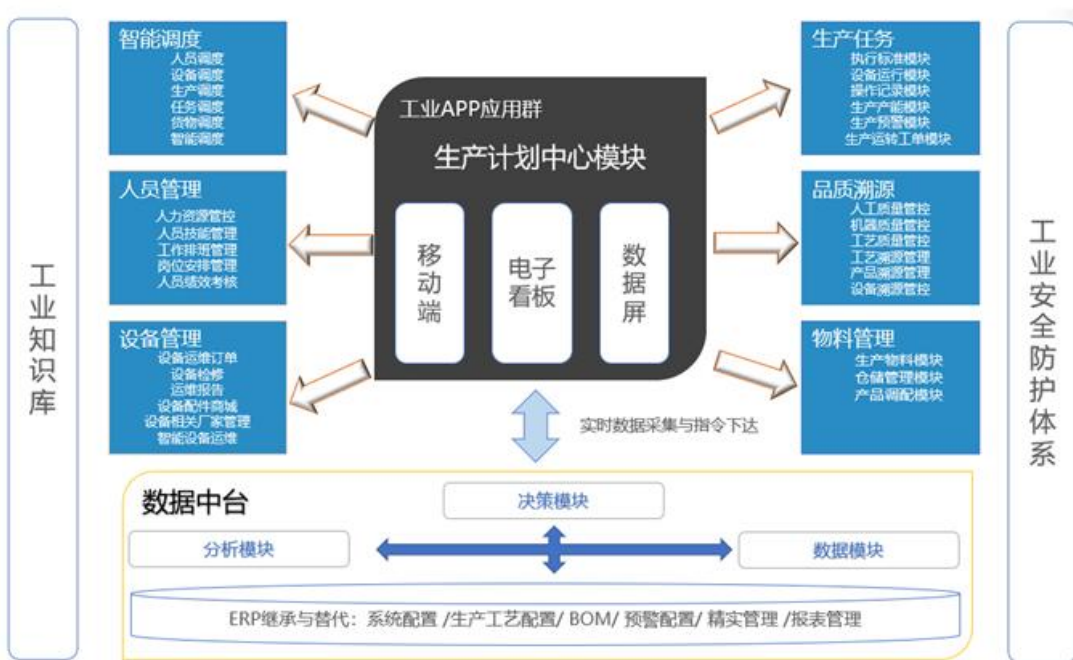 工业知识库
智能调度
人员调度
设备调度
生产调度
任务调度
货物调度
智能调度
人员管理
人力资源管控
人员技能管理
工作排班管理
岗位安排管理
人员绩效考核
设备管理
设备运维订单
设备检修
运维报告
设备配件商城
设备相关厂家管理
智能设备运维
工业APP应用群
生产计划中心模块
移动端
电子
看板
数据屏
生产任务
执行标准模块
设备运行模块
操作记录模块
生产产能模块
生产预警模块
生产运转工单模块
品质溯源
人工质量管控
机器质量管控
工艺质量管控
工艺溯源管理
产品溯源管理
设备溯源管控
物料管理
生产物料模块
仓储管理模块
产品调配模块
实时数据采集与指令下达
数据中台
决策模块
分析模块
数据模块
ERP继承与替代：系统配置 /生产工艺配置/ BOM/ 预警配置/ 精实管理 /报表管理
工业安全防护体系